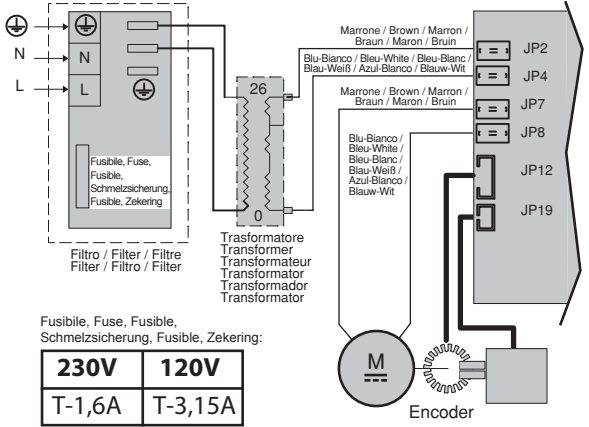 N
L
N
L
Fusibile, Fuse,
Fusible,
Schmelzsicherung,
Fusible, Zekering
Filtro / Filter / Filtre
Filter / Filtro / Filter
26
0
Trasformatore
Transformer
Transformateur
Transformator
Transformador
Transformator
Marrone / Brown / Marron /
Braun / Maron / Bruin
Blu-Bianco / Bleu-White / Bleu-Blanc /
Blau-Weiß / Azul-Blanco / Blauw-Wit
Marrone / Brown / Marron /
Braun / Maron / Bruin
Blu-Bianco /
Bleu-White /
Bleu-Blanc /
Blau-Weiß /
Azul-Blanco /
Blauw-Wit
JP2
JP4
JP7
JP8
JP12
JP19
M
Encoder
Fusibile, Fuse, Fusible,
Schmelzsicherung, Fusible, Zekering:
230V 120V
T-1,6A T-3,15A